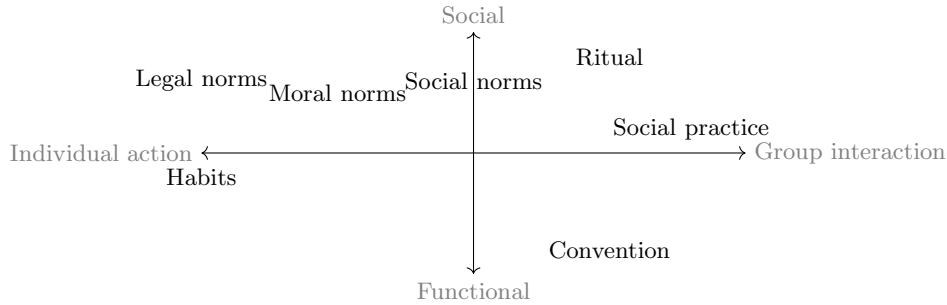 Social
Ritual
Legal norms
Moral norms
Social norms
Social practice
Individual action
Group interaction
Habits
Convention
Functional